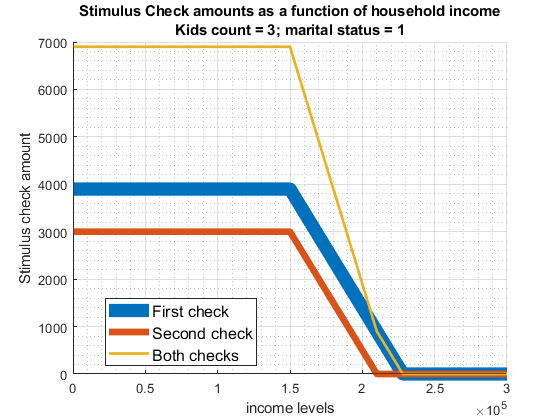 Stimulus Check amounts as a function of household income
Kids count = 3; marital status = 1
7000
6000
5000
4000
3000
2000
1000
0
Stimulus check amount
First check
Second check
Both checks
0 0.5 1 1.5 2 2.5 3
income levels
×10⁵